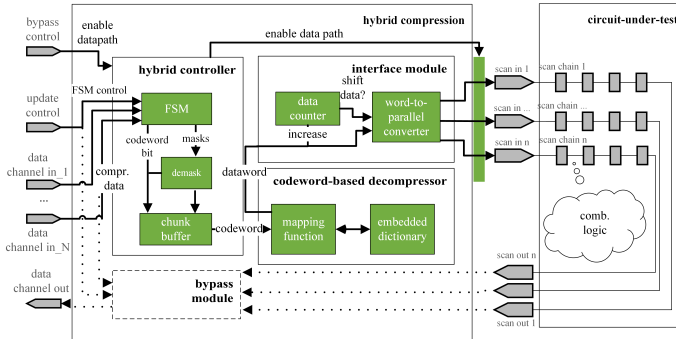 bypass
control
enable
datapath
hybrid compression
circuit-under-test
enable data path
hybrid controller
interface module
FSM control
update
control
FSM
shift
data?
data
counter
word-to-
parallel
converter
increase
codeword
bit
masks
data
channel in_1
...
data
channel in_N
compr.
data
demask
chunk
buffer
dataword
codeword
codeword-based decompressor
mapping
function
embedded
dictionary
scan in 1
scan in ...
scan in n
scan chain 1
scan chain ...
scan chain n
comb.
logic
data
channel out
bypass
module
scan out n
scan out 1